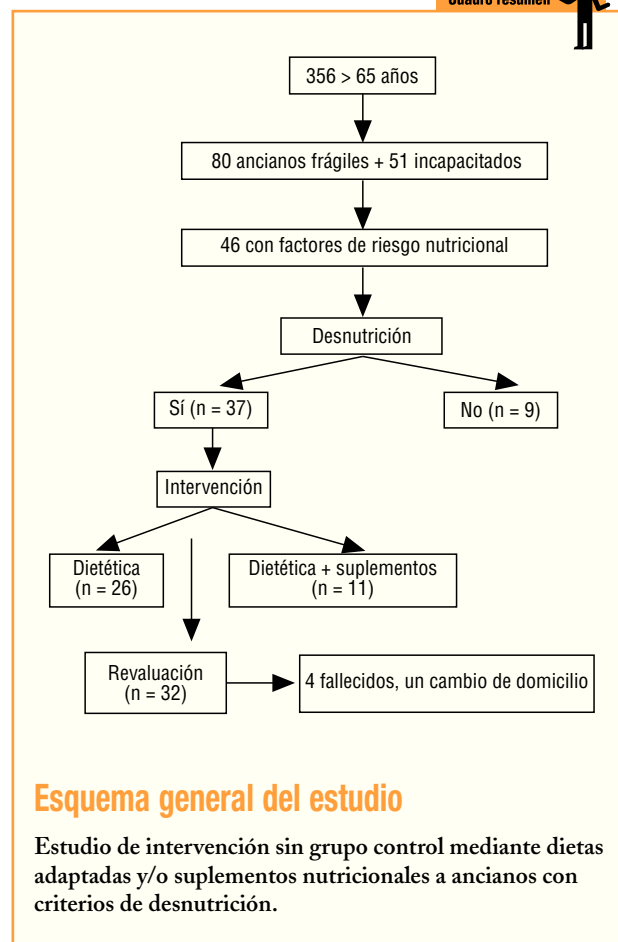 Cuadro resumen
356 > 65 años
80 ancianos frágiles + 51 incapacitados
46 con factores de riesgo nutricional
Desnutrición
Sí (n = 37)
No (n = 9)
Intervención
Dietética
(n = 26)
Dietética + suplementos
(n = 11)
Revaluación
(n = 32)
4 fallecidos, un cambio de domicilio
Esquema general del estudio
Estudio de intervención sin grupo control mediante dietas
adaptadas y/o suplementos nutricionales a ancianos con
criterios de desnutrición.